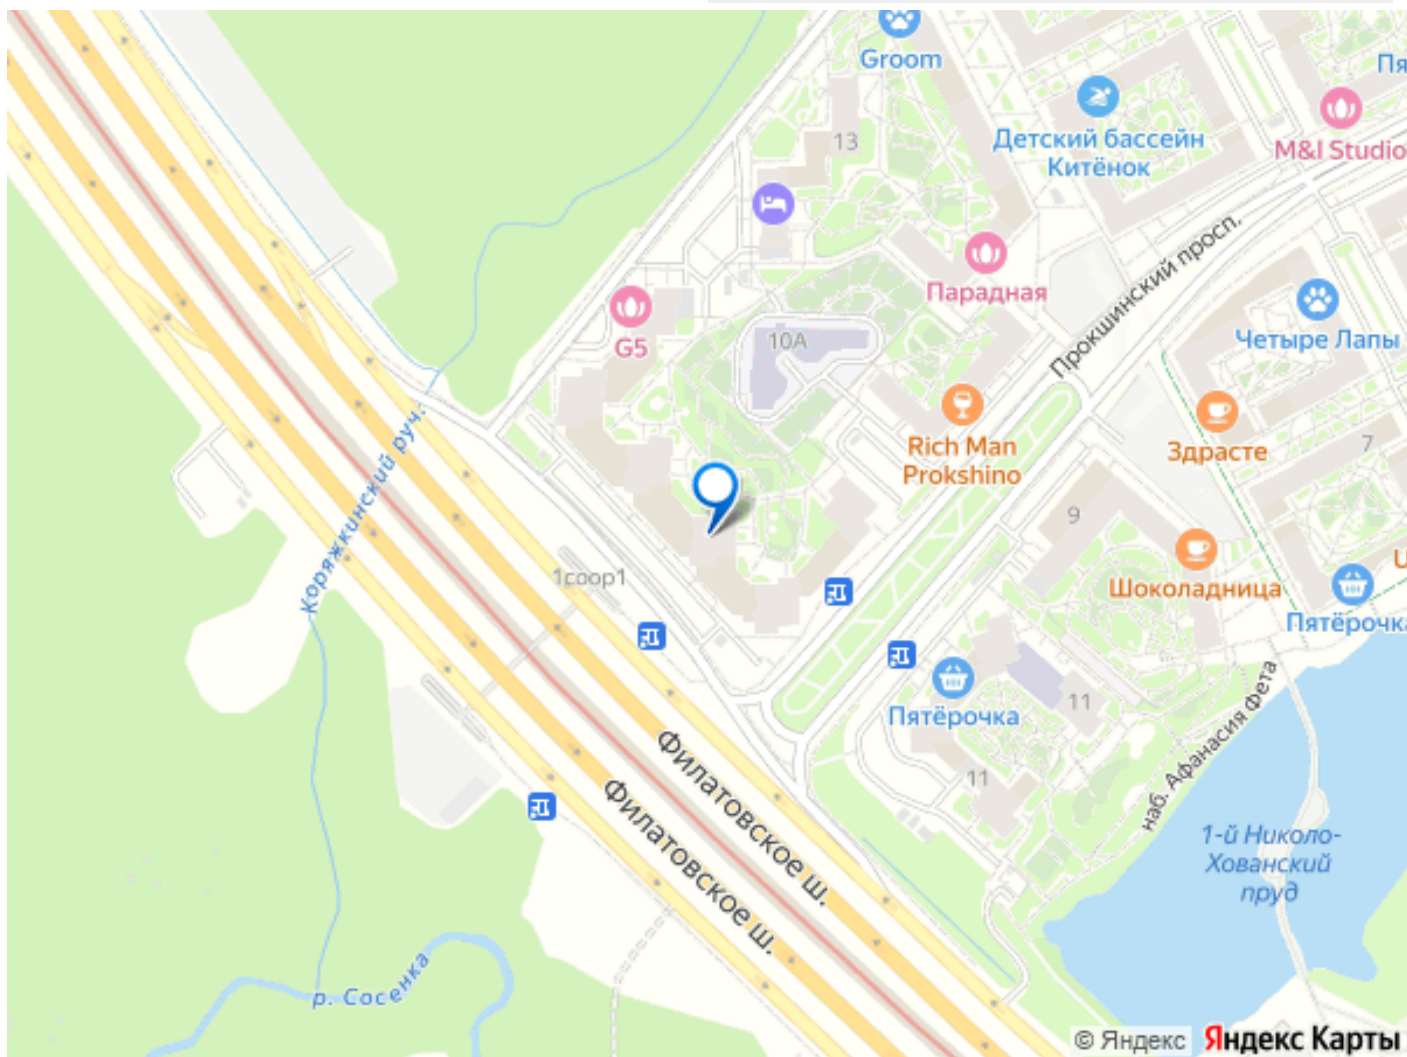 Groom
Пя
Детский бассейн
Китёнок
M&I Studio
13
Прокшинский просп.
Парадная
Четыре Лапы
G5
10А
Rich Man
Prokshino
Здрасте
7
Коряжкинский руч.
9
1соор1
Шоколадница
U
Пятёрочка
Пятёрочка
11
11
наб. Афанасия Фета
Филатовское ш.
Филатовское ш.
1-й Николо-
Хованский
пруд
р. Сосенка
© Яндекс Яндекс Карты